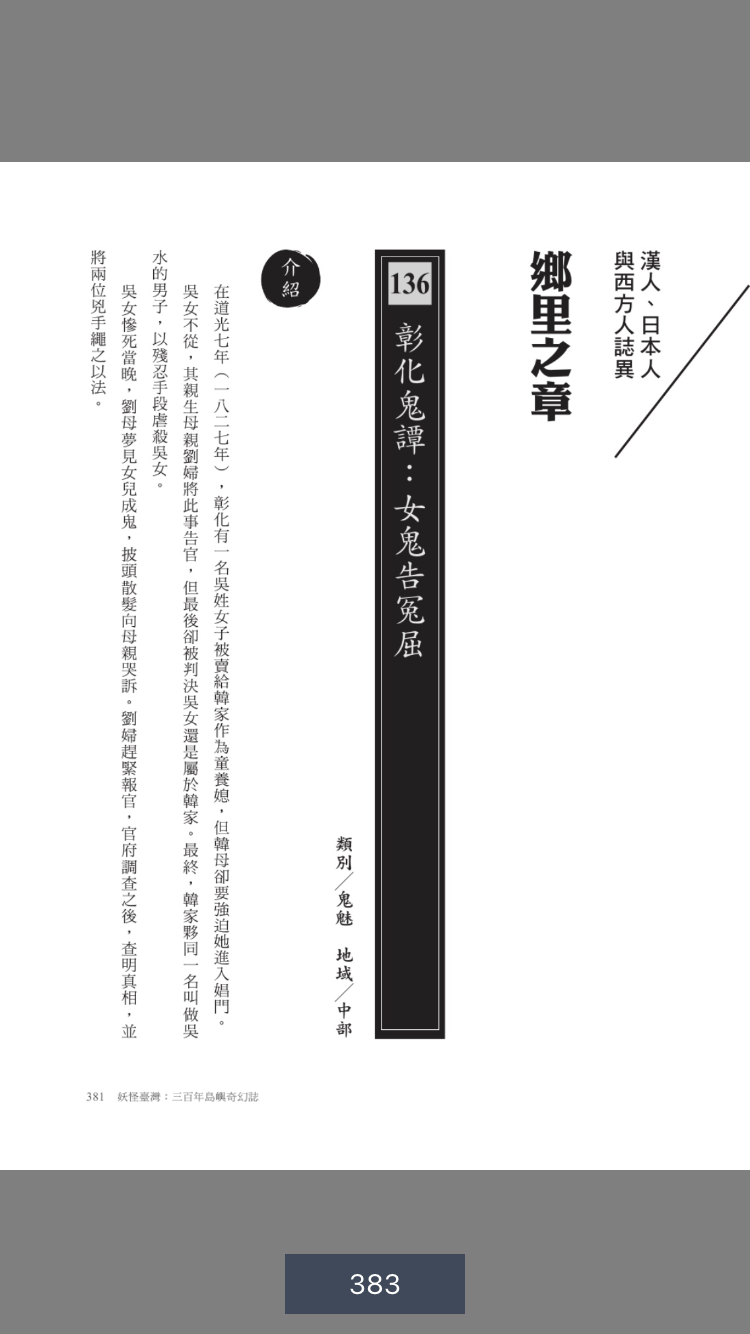 漢人、日本人
與西方人誌異
鄉里之章
136 彰化鬼譚：女鬼告冤屈
類別／鬼魅　地域／中部
介紹
在道光七年（一八二七年），彰化有一名吳姓女子被賣給韓家作為童養媳，但韓母卻要強迫她進入娼門。
吳女不從，其親生母親劉婦將此事告官，但最後卻被判決吳女還是屬於韓家。最終，韓家夥同一名叫做吳
水的男子，以殘忍手段虐殺吳女。
吳女慘死當晚，劉母夢見女兒成鬼，披頭散髮向母親哭訴。劉婦趕緊報官，官府調查之後，查明真相，並
將兩位兇手繩之以法。
381　妖怪臺灣：三百年島嶼奇幻誌
383